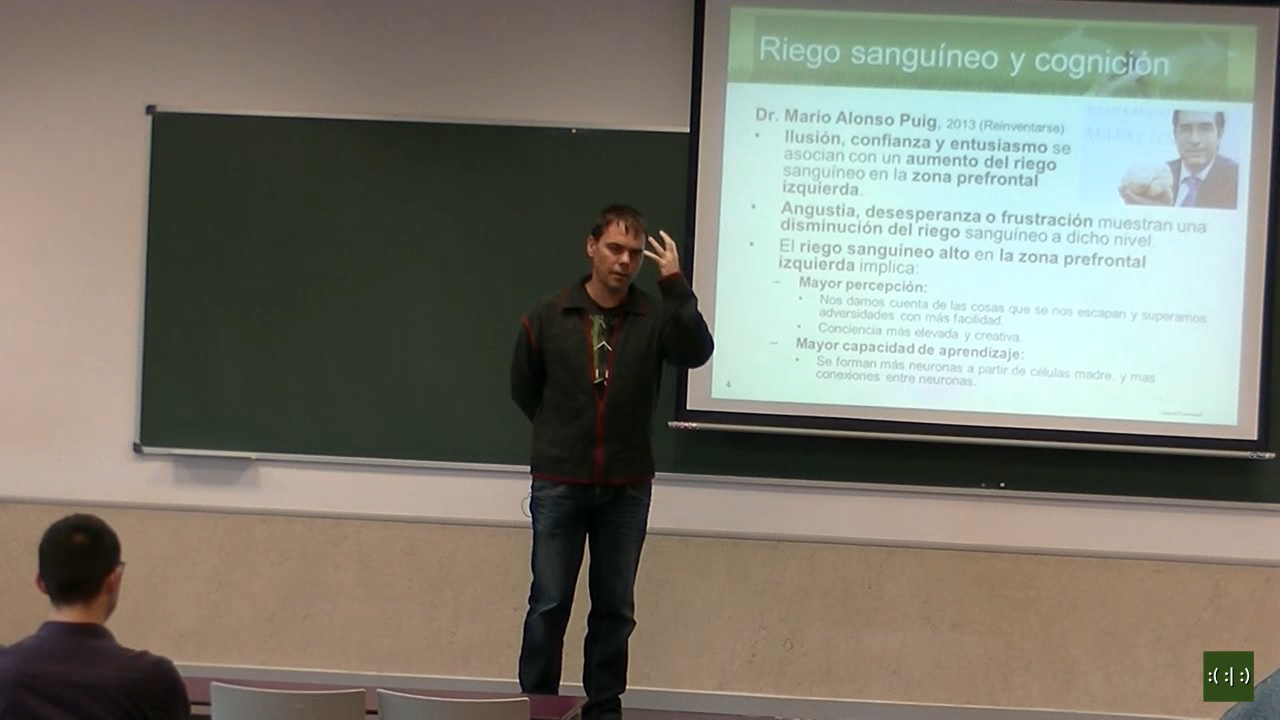 Riego sanguíneo y cognición
Dr. Mario Alonso Puig, 2013 (Reinventarse)
• Ilusión, confianza y entusiasmo se
asocian con un aumento del riego
sanguíneo en la zona prefrontal
izquierda.
• Angustia, desesperanza o frustración muestran una
disminución del riego sanguíneo a dicho nivel.
• El riego sanguíneo alto en la zona prefrontal
izquierda implica:
– Mayor percepción:
• Nos damos cuenta de las cosas que se nos escapan y superamos
adversidades con más facilidad.
• Conciencia más elevada y creativa.
– Mayor capacidad de aprendizaje:
• Se forman más neuronas a partir de células madre, y mas
conexiones entre neuronas.
4
:( :| :)